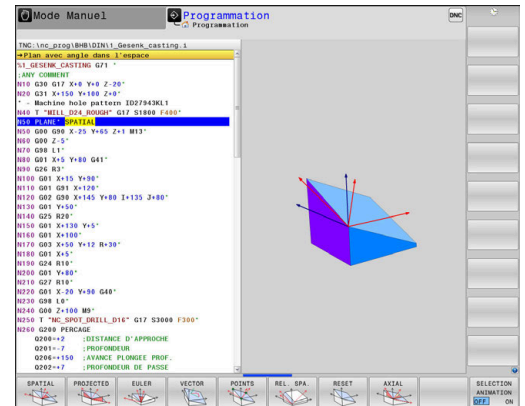 Mode Manuel
Programmation
Programmation
DNC
TNC:\nc_prog\BHB\DIN\1_Gesenk_casting.i
→Plan avec angle dans l'espace
%1_GESENK_CASTING G71 *
;ANY COMMENT
N10 G30 G17 X+0 Y+0 Z-20*
N20 G31 X+150 Y+100 Z+0*
* - Machine hole pattern ID27943KL1
N40 T "MILL_D24_ROUGH" G17 S1800 F400*
N50 PLANE* SPATIAL
N50 G00 G90 X-25 Y+65 Z+1 M13*
N60 G00 Z-5*
N70 G98 L1*
N80 G01 X+5 Y+80 G41*
N90 G26 R3*
N100 G01 X+15 Y+90*
N110 G01 G91 X+120*
N120 G02 G90 X+145 Y+80 I+135 J+80*
N130 G01 Y+50*
N140 G25 R20*
N150 G01 X+130 Y+5*
N160 G01 X+100*
N170 G03 X+50 Y+12 R+30*
N180 G01 X+5*
N190 G24 R10*
N200 G01 Y+80*
N210 G27 R10*
N220 G01 X-20 Y+90 G40*
N230 G98 L0*
N240 G00 Z+100 M9*
N250 T "NC_SPOT_DRILL_D16" G17 S3000 F300*
N260 G200 PERCAGE
Q200=+2 ;DISTANCE D'APPROCHE
Q201=-7 ;PROFONDEUR
Q206=+150 ;AVANCE PLONGEE PROF.
Q202=+7 ;PROFONDEUR DE PASSE
SPATIAL PROJECTED EULER VECTOR POINTS REL. SPA. RESET AXIAL
SELECTION
ANIMATION
OFF ON